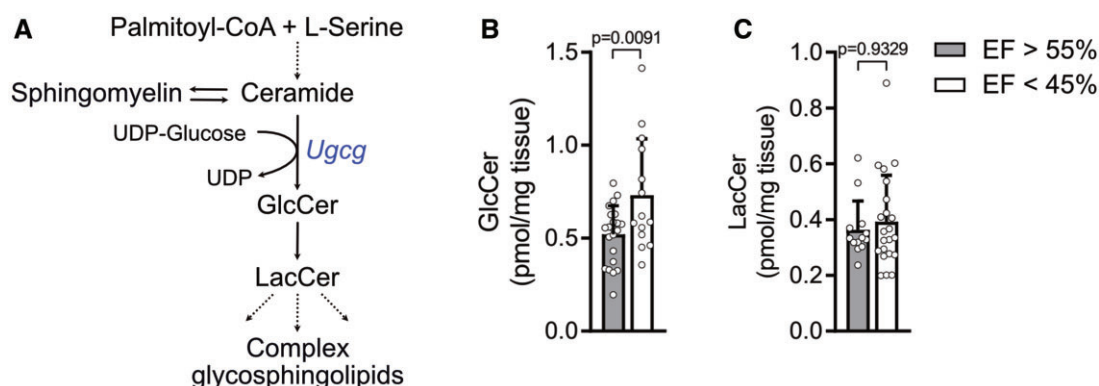 A
Palmitoyl-CoA + L-Serine
Sphingomyelin
Ceramide
UDP-Glucose
Ugcg
UDP
GlcCer
LacCer
Complex
glycosphingolipids
B
p=0.0091
1.5
1.0
0.5
0.0
GlcCer
(pmol/mg tissue)
C
p=0.9329
1.0
0.8
0.6
0.4
0.2
0.0
LacCer
(pmol/mg tissue)
EF > 55%
EF < 45%